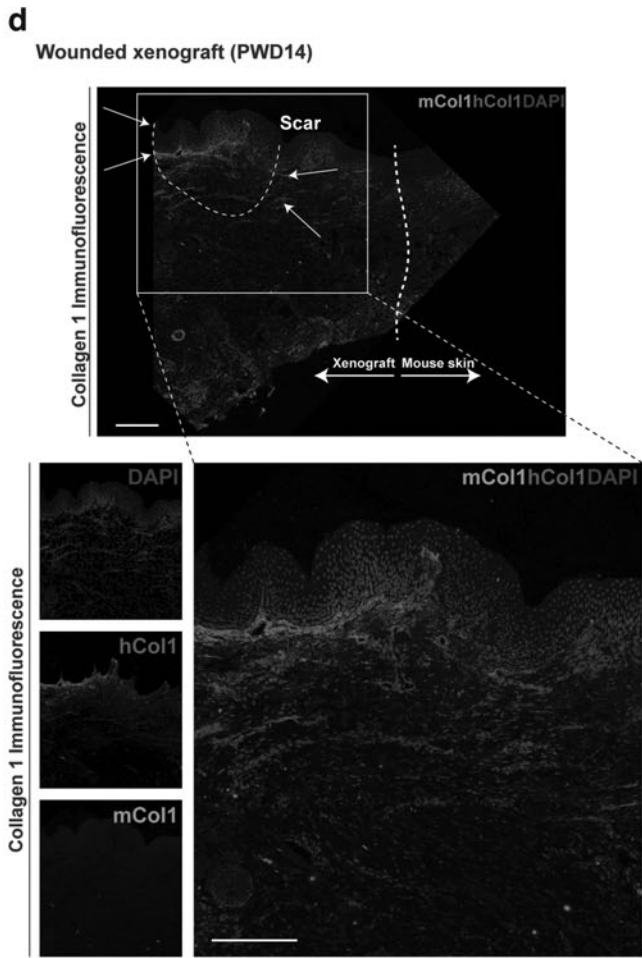 d
Wounded xenograft (PWD14)
Collagen 1 Immunofluorescence
mCol1hCol1DAPI
Scar
Xenograft Mouse skin
Collagen 1 Immunofluorescence
DAPI
hCol1
mCol1
mCol1hCol1DAPI